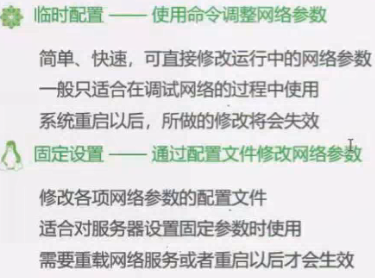 临时配置 —— 使用命令调整网络参数
简单、快速，可直接修改运行中的网络参数
一般只适合在调试网络的过程中使用
系统重启以后，所做的修改将会失效
固定设置 —— 通过配置文件修改网络参数
修改各项网络参数的配置文件
适合对服务器设置固定参数时使用
需要重载网络服务或者重启以后才会生效